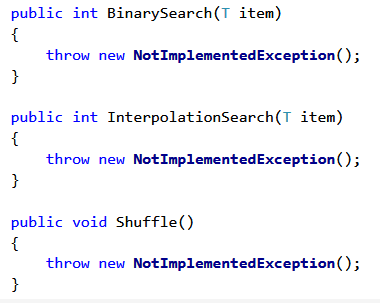 public int BinarySearch(T item)
{
    throw new NotImplementedException();
}

public int InterpolationSearch(T item)
{
    throw new NotImplementedException();
}

public void Shuffle()
{
    throw new NotImplementedException();
}